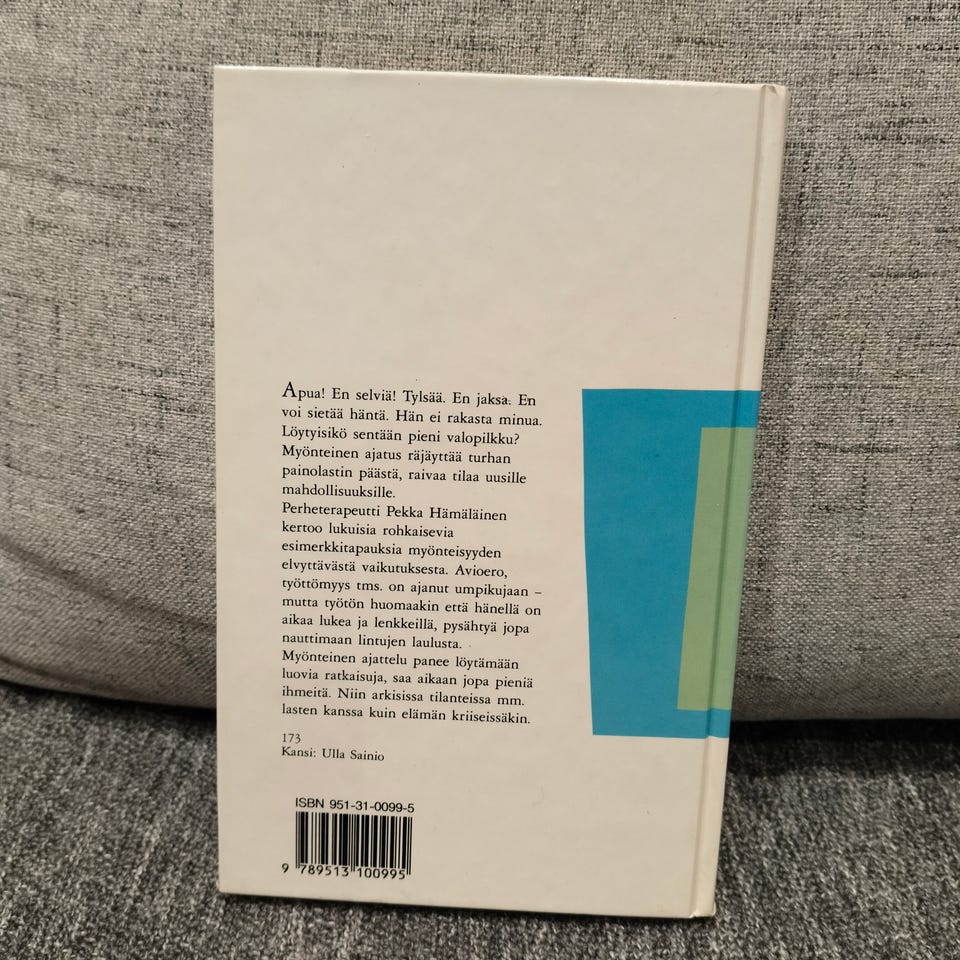 Apua! En selviä! Tylsää. En jaksa. En
voi sietää häntä. Hän ei rakasta minua.
Löytyisikö sentään pieni valopilkku?
Myönteinen ajatus räjäyttää turhan
painolastin päästä, raivaa tilaa uusille
mahdollisuuksille.
Perheterapeutti Pekka Hämäläinen
kertoo lukuisia rohkaisevia
esimerkkitapauksia myönteisyyden
elvyttävästä vaikutuksesta. Avioero,
työttömyys tms. on ajanut umpikujaan –
mutta työtön huomaakin että hänellä on
aikaa lukea ja lenkkeillä, pysähtyä jopa
nauttimaan lintujen laulusta.
Myönteinen ajattelu panee löytämään
luovia ratkaisuja, saa aikaan jopa pieniä
ihmeitä. Niin arkisissa tilanteissa mm.
lasten kanssa kuin elämän kriiseissäkin.
173
Kansi: Ulla Sainio
ISBN 951-31-0099-5
9 789513 100995